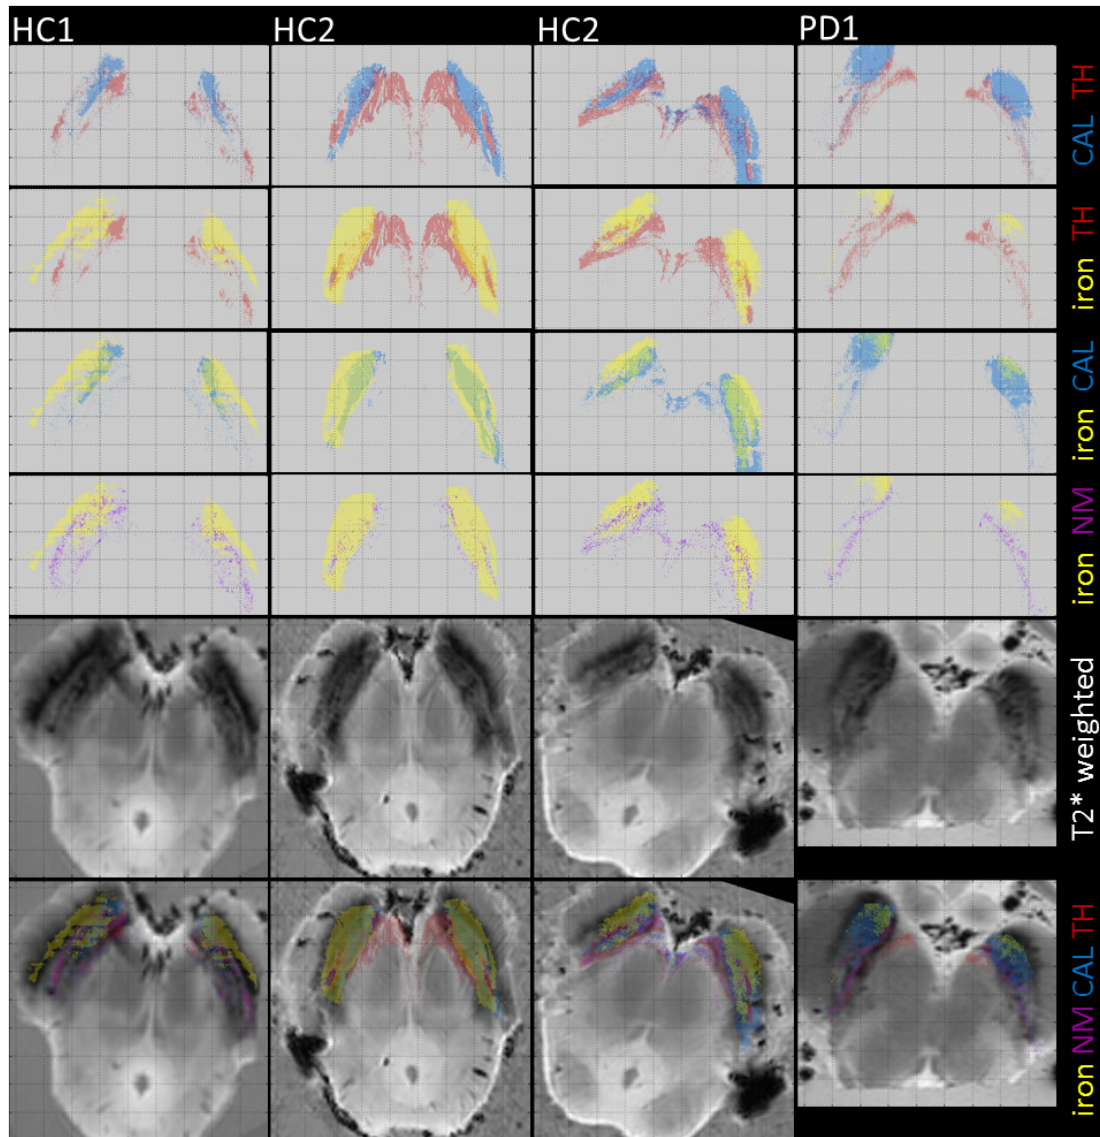 HC1
HC2
HC2
PD1
CAL TH
iron TH
iron CAL
iron NM
T2* weighted
iron NM CAL TH